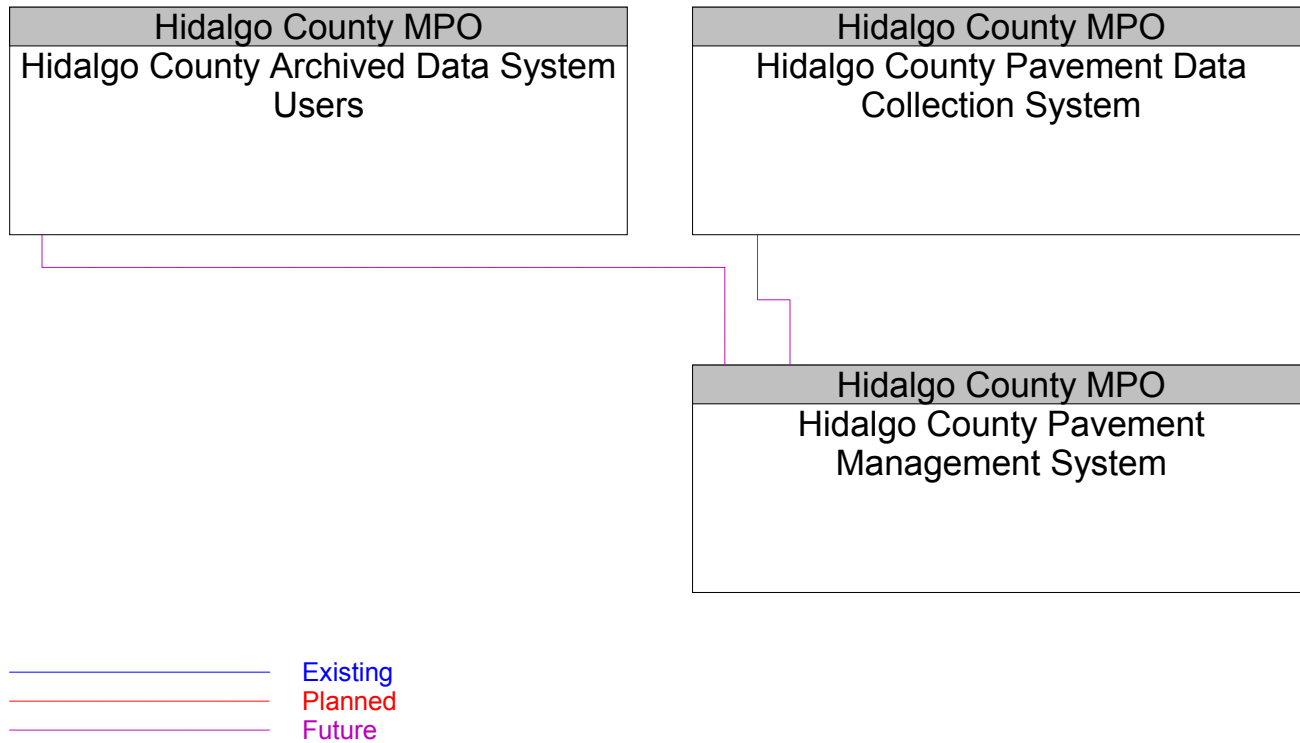 Hidalgo County MPO
Hidalgo County Archived Data System
Users
Hidalgo County MPO
Hidalgo County Pavement Data
Collection System
Hidalgo County MPO
Hidalgo County Pavement
Management System
Existing
Planned
Future